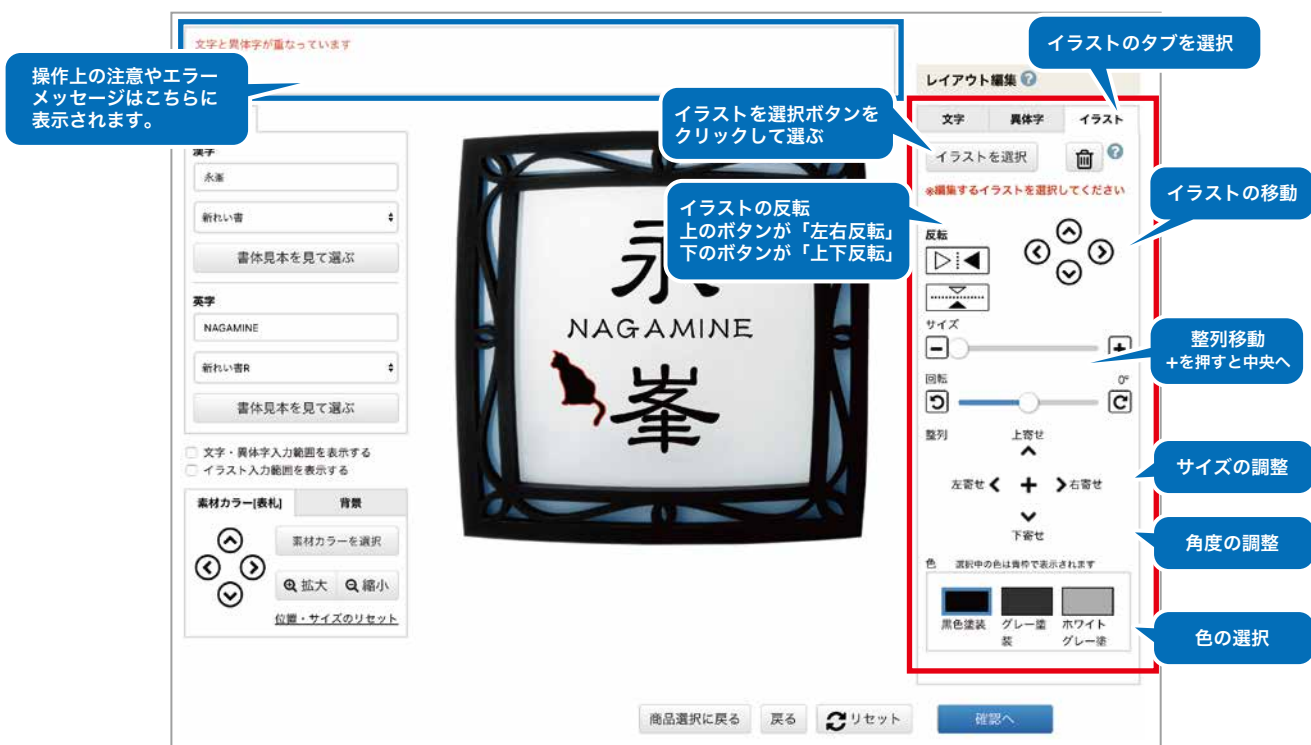 文字と異体字が重なっています
イラストのタブを選択
操作上の注意やエラー
メッセージはこちらに
表示されます。
漢字
永峯
新れい書
書体見本を見て選ぶ
英字
NAGAMINE
新れい書R
書体見本を見て選ぶ
文字・異体字入力範囲を表示する
イラスト入力範囲を表示する
素材カラー[表札]
背景
素材カラーを選択
拡大
縮小
位置・サイズのリセット
永
NAGAMINE
峯
レイアウト編集
文字
異体字
イラスト
イラストを選択ボタンを
クリックして選ぶ
イラストを選択
※編集するイラストを選択してください
イラストの反転
上のボタンが「左右反転」
下のボタンが「上下反転」
イラストの移動
反転
サイズ
整列移動
+を押すと中央へ
回転
0°
整列
上寄せ
左寄せ
右寄せ
下寄せ
サイズの調整
角度の調整
色 選択中の色は青枠で表示されます
黒色塗装
グレー塗
装
ホワイト
グレー塗
色の選択
商品選択に戻る
戻る
リセット
確認へ